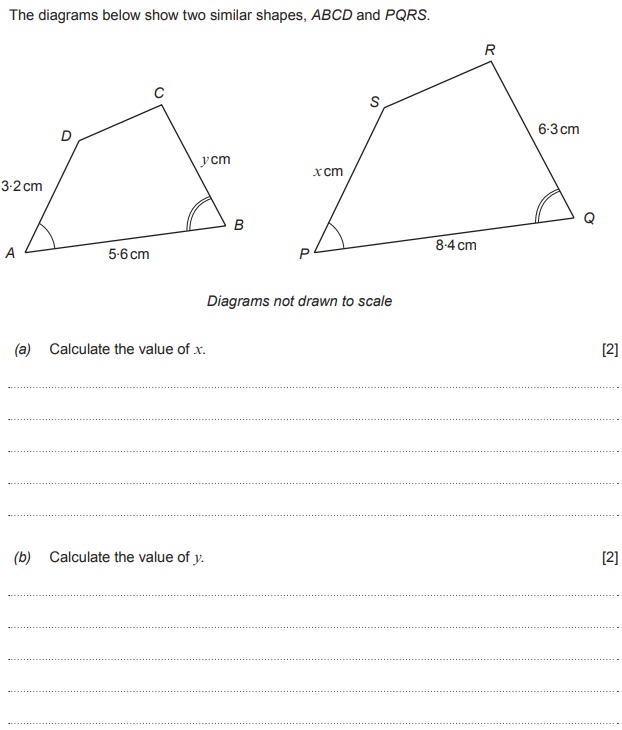 The diagrams below show two similar shapes, ABCD and PQRS.
R
C
S
D
6·3 cm
y cm
x cm
3·2 cm
Q
B
8·4 cm
A
5·6 cm
P
Diagrams not drawn to scale
(a) Calculate the value of x. [2]
(b) Calculate the value of y. [2]